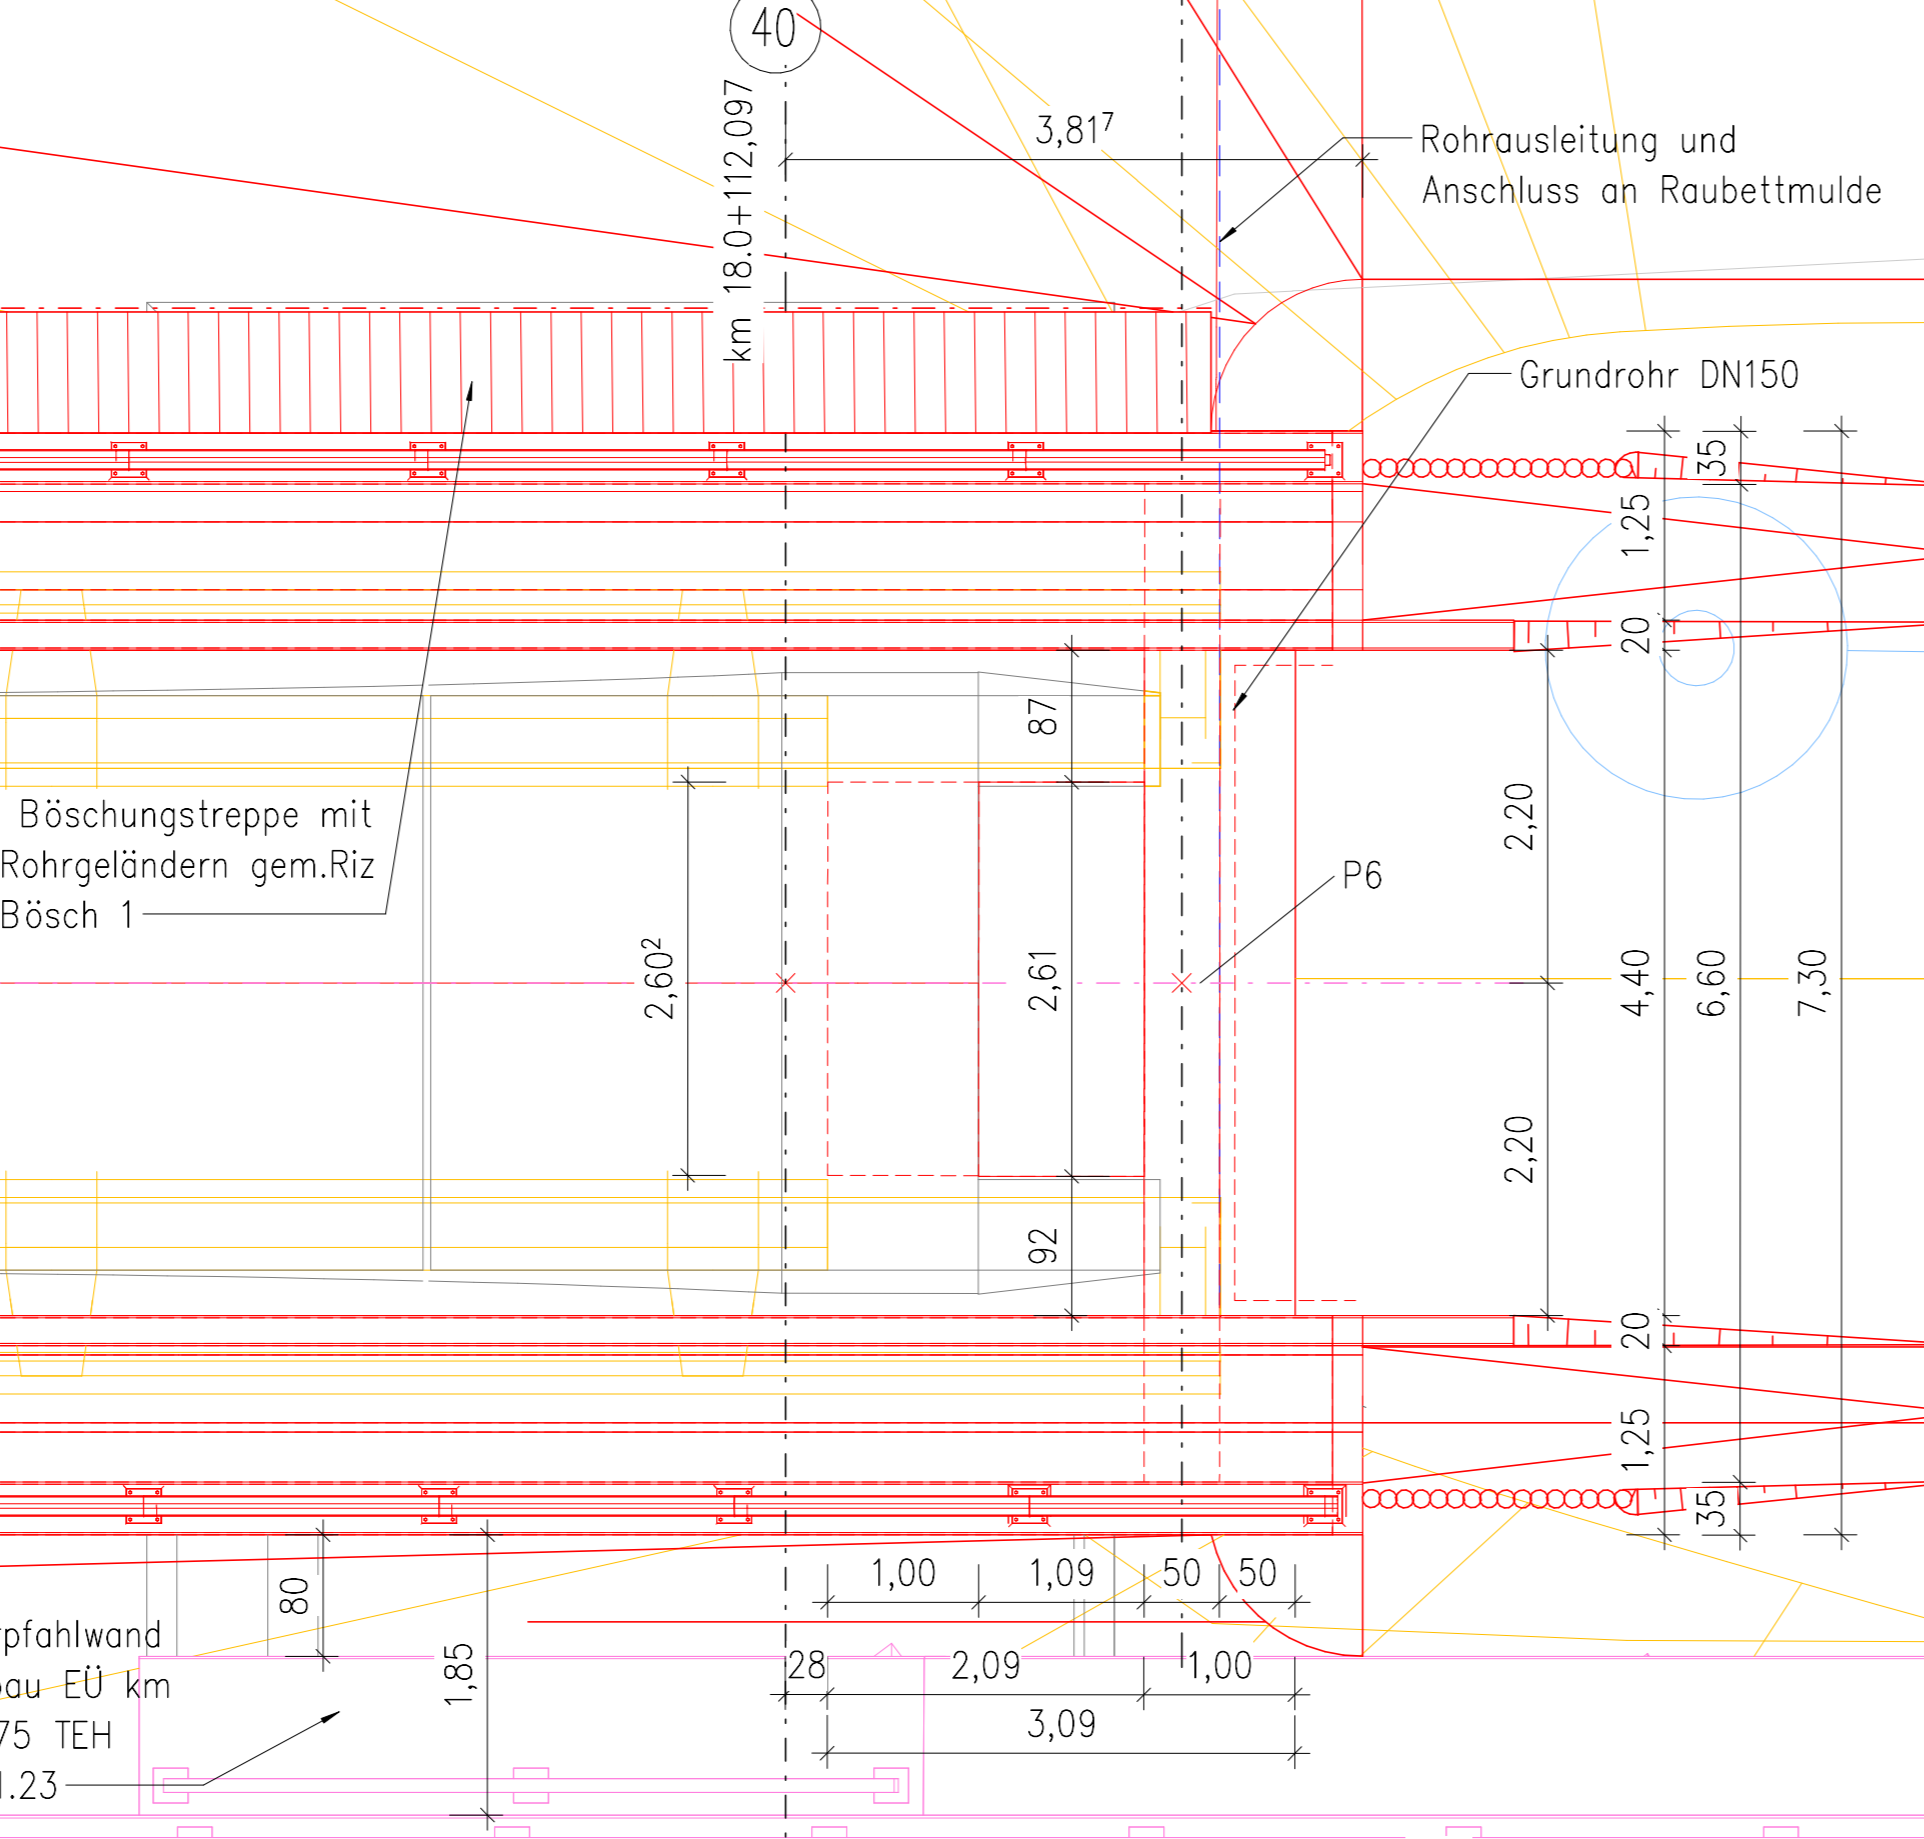 40
km 18.0+112,097
3,81⁷
Rohrausleitung und
Anschluss an Raubettmulde
Grundrohr DN150
35
1,25
20
87
2,20
Böschungstreppe mit
Rohrgeländern gem.Riz
Bösch 1
P6
2,60²
2,61
4,40
6,60
7,30
2,20
92
20
1,25
35
1,00
1,09
50
50
80
1,85
28
2,09
1,00
3,09
EÜ km
75 TEH
.23